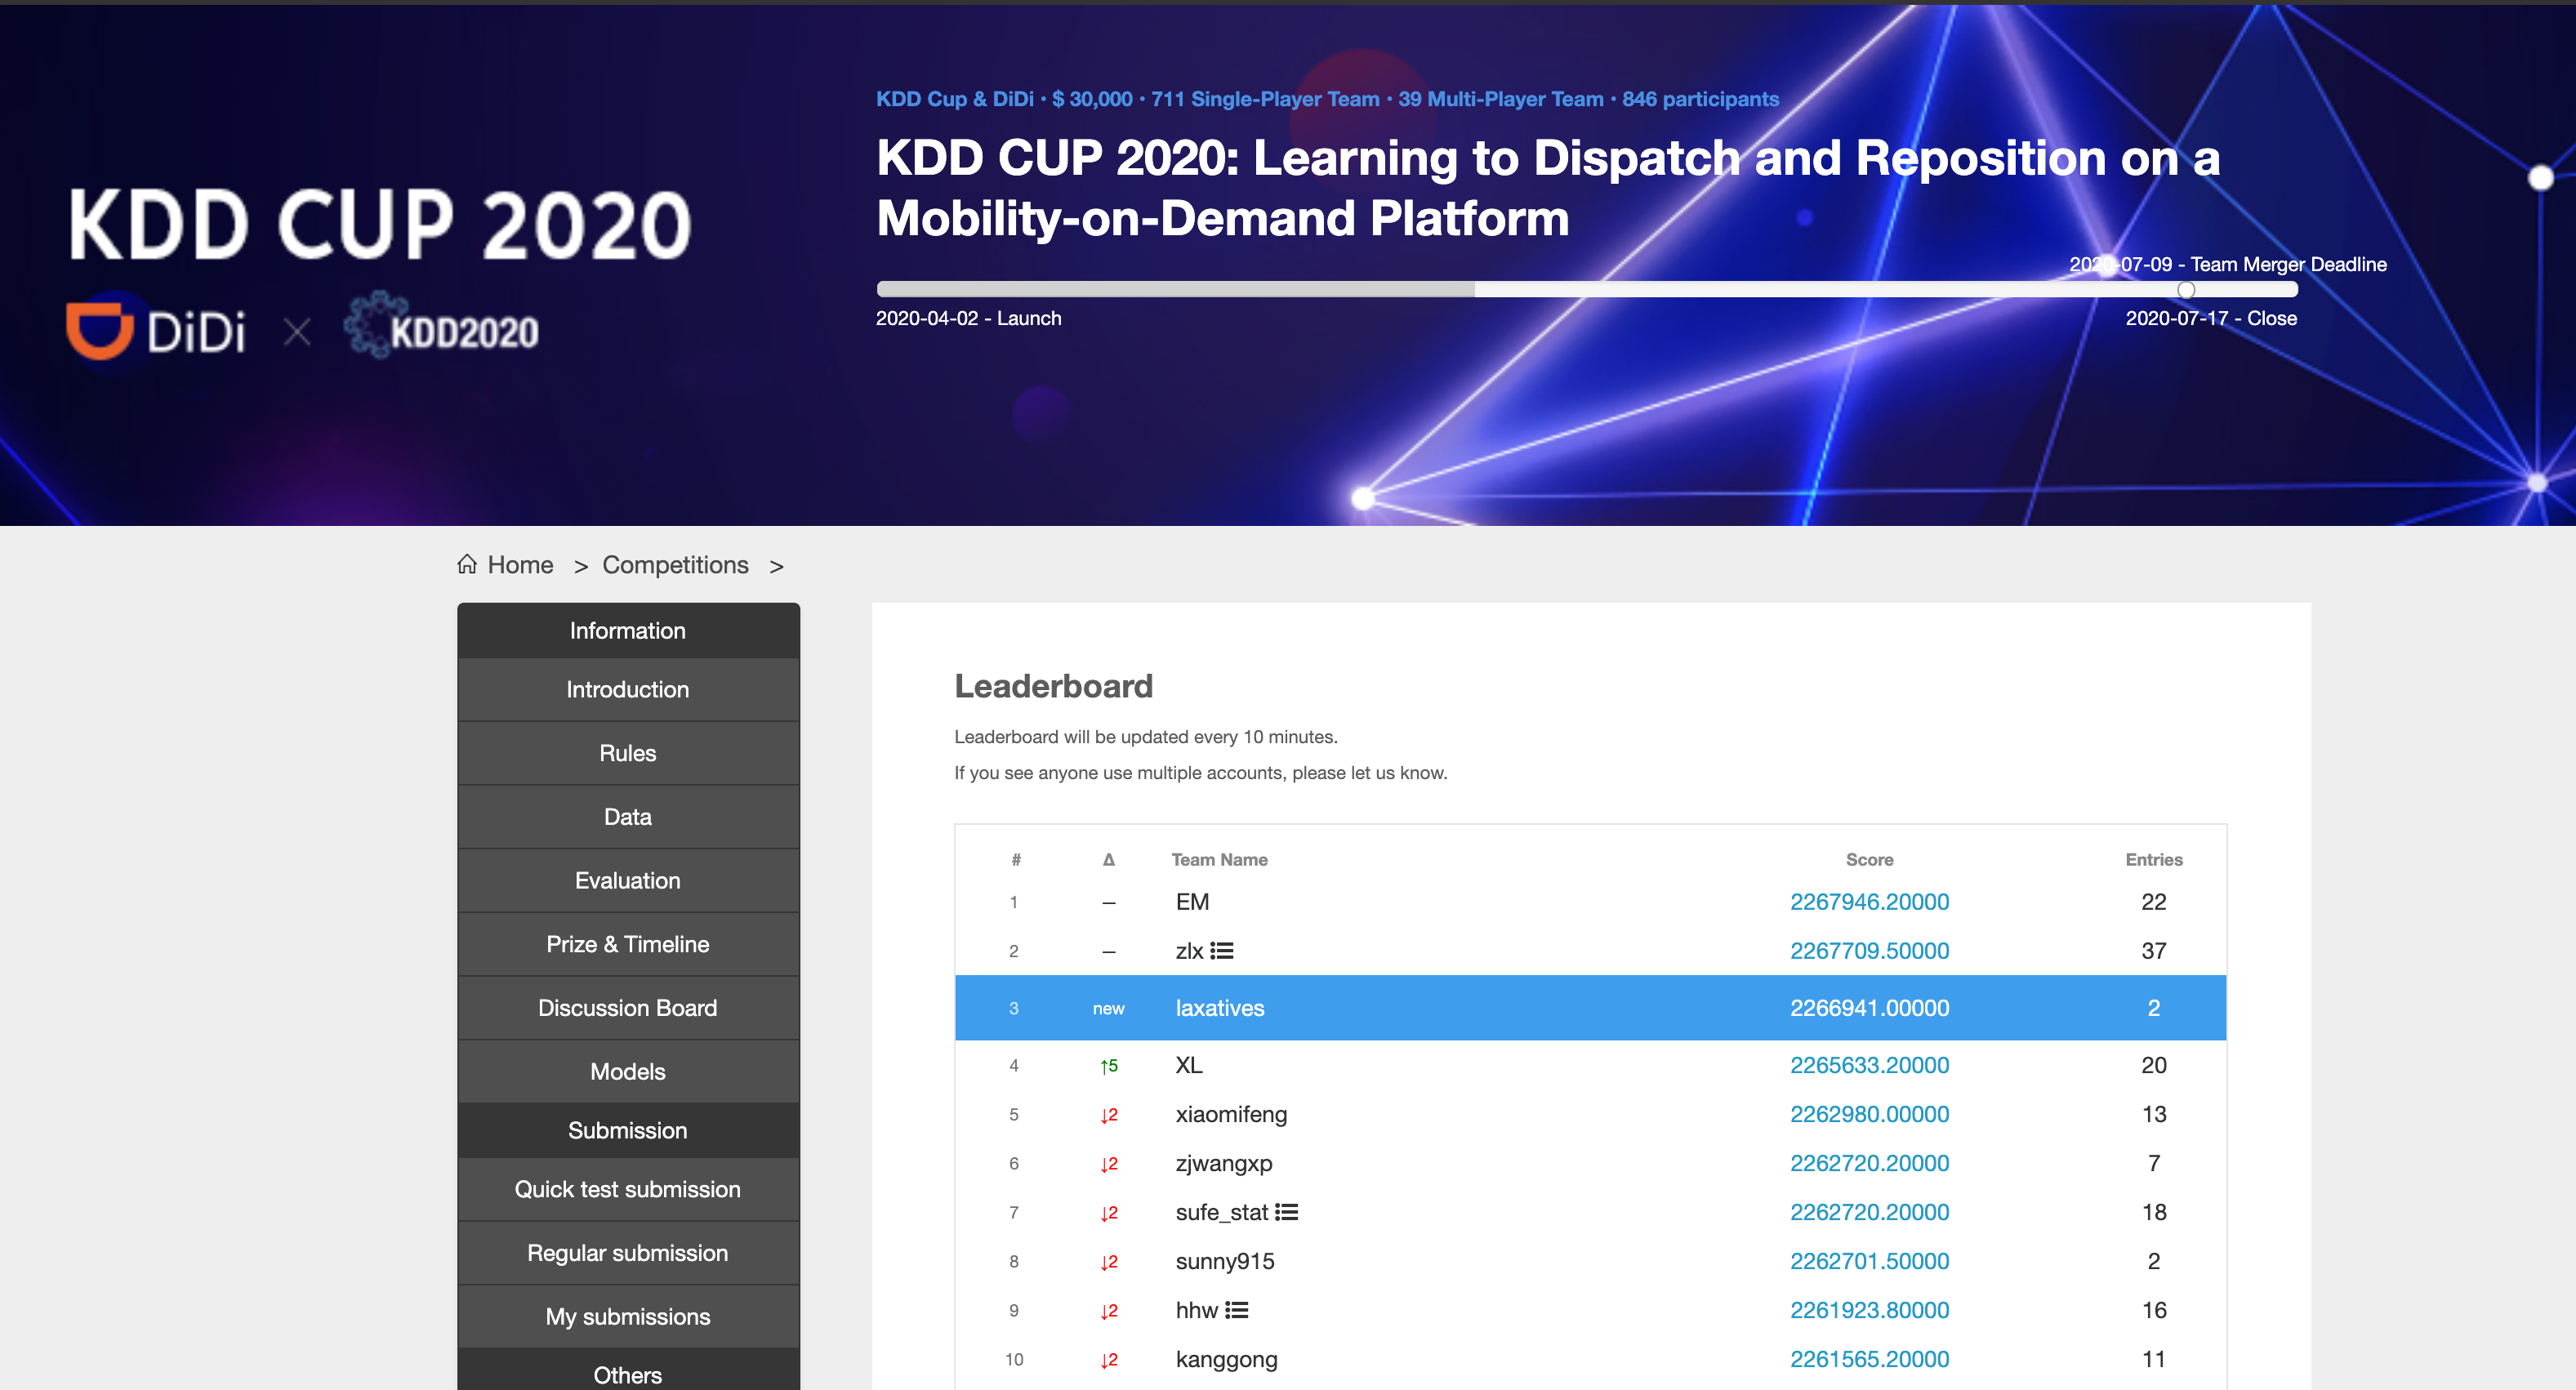 KDD CUP 2020
DiDi × KDD2020
KDD Cup & DiDi • $ 30,000 • 711 Single-Player Team • 39 Multi-Player Team • 846 participants
KDD CUP 2020: Learning to Dispatch and Reposition on a
Mobility-on-Demand Platform
2020-07-09 - Team Merger Deadline
2020-04-02 - Launch
2020-07-17 - Close
Home > Competitions >
Information
Introduction
Rules
Data
Evaluation
Prize & Timeline
Discussion Board
Models
Submission
Quick test submission
Regular submission
My submissions
Others
Leaderboard
Leaderboard will be updated every 10 minutes.
If you see anyone use multiple accounts, please let us know.
# Δ Team Name Score Entries
1 – EM 2267946.20000 22
2 – zlx 2267709.50000 37
3 new laxatives 2266941.00000 2
4 ↑5 XL 2265633.20000 20
5 ↓2 xiaomifeng 2262980.00000 13
6 ↓2 zjwangxp 2262720.20000 7
7 ↓2 sufe_stat 2262720.20000 18
8 ↓2 sunny915 2262701.50000 2
9 ↓2 hhw 2261923.80000 16
10 ↓2 kanggong 2261565.20000 11